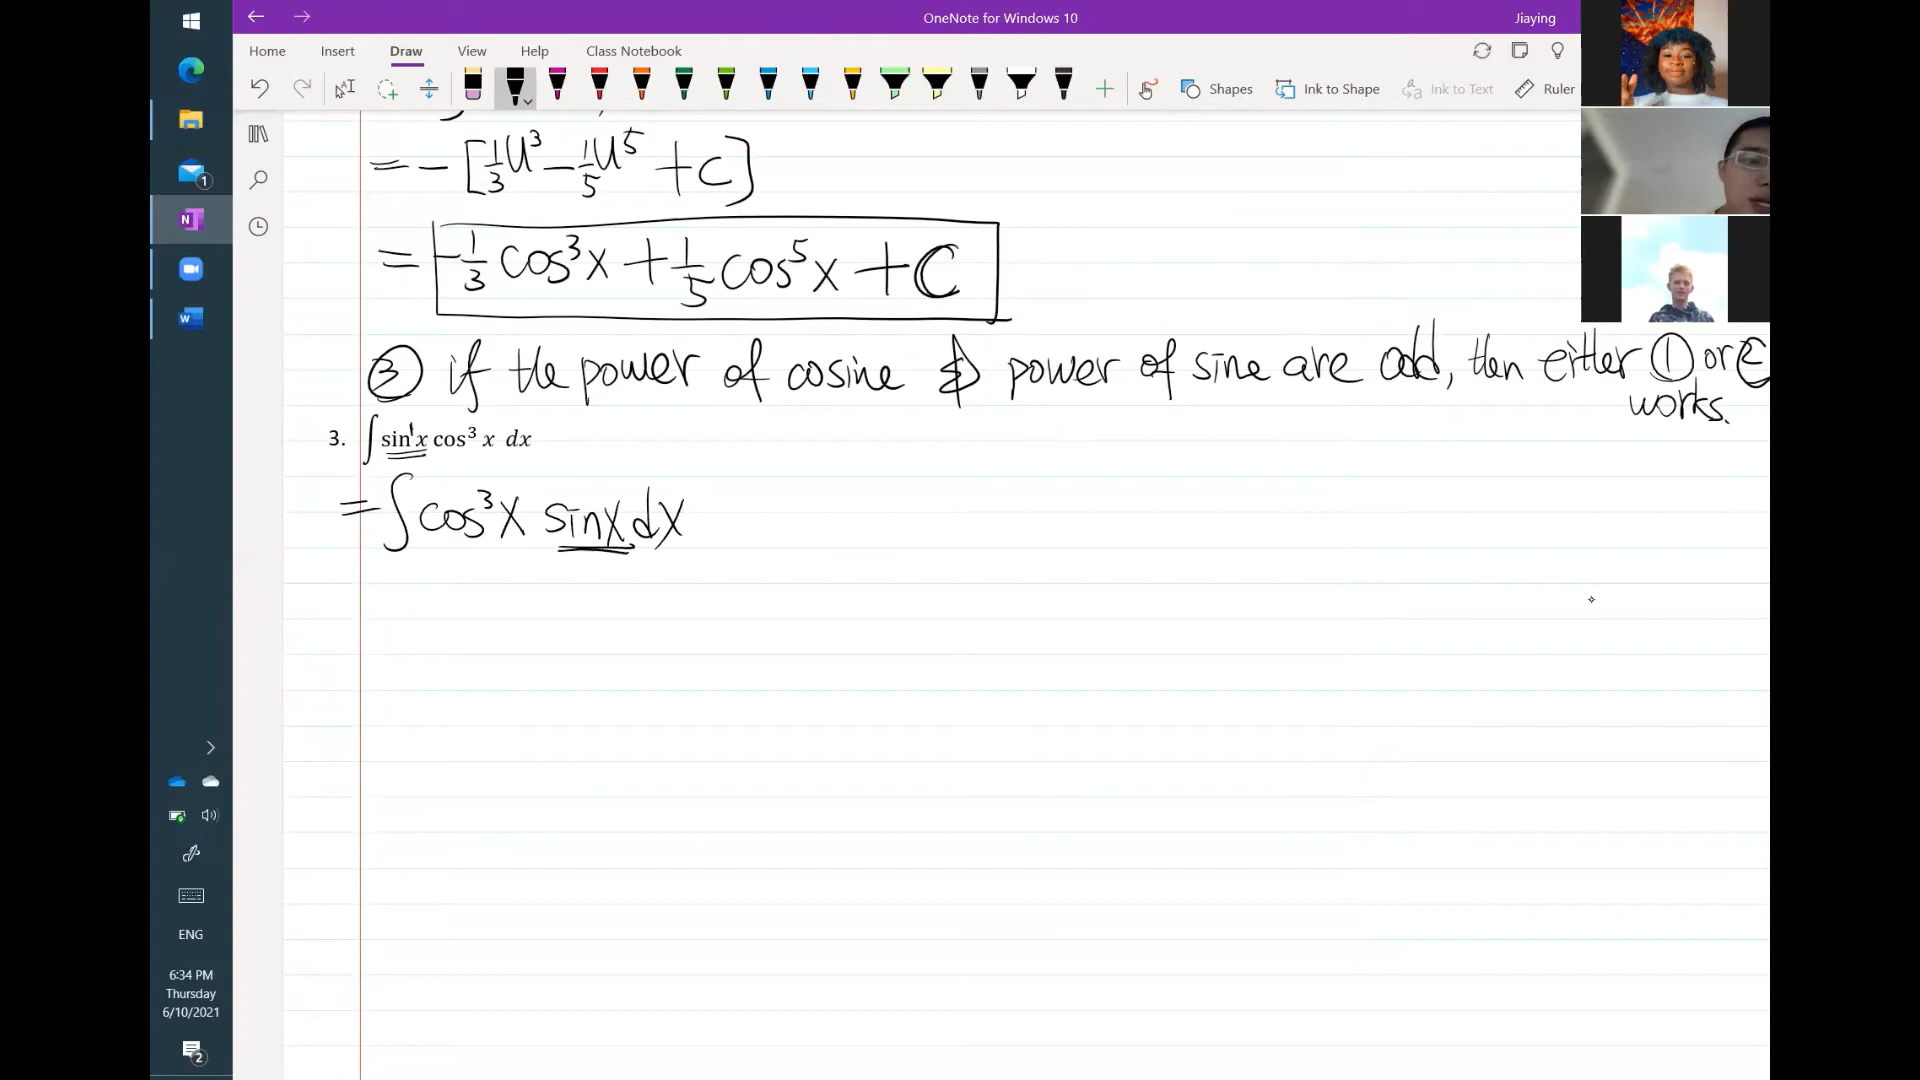 OneNote for Windows 10
Jiaying
Home Insert Draw View Help Class Notebook
Shapes Ink to Shape Ink to Text Ruler
= - [1/3 u³ - 1/5 u⁵ + C]
= -1/3 cos³x + 1/5 cos⁵x + C
③ if the power of cosine & power of sine are odd, then either ① or ②
works.
3. ∫ sin¹x cos³ x dx
= ∫ cos³x sinx dx
1
N
W
ENG
6:34 PM
Thursday
6/10/2021
2